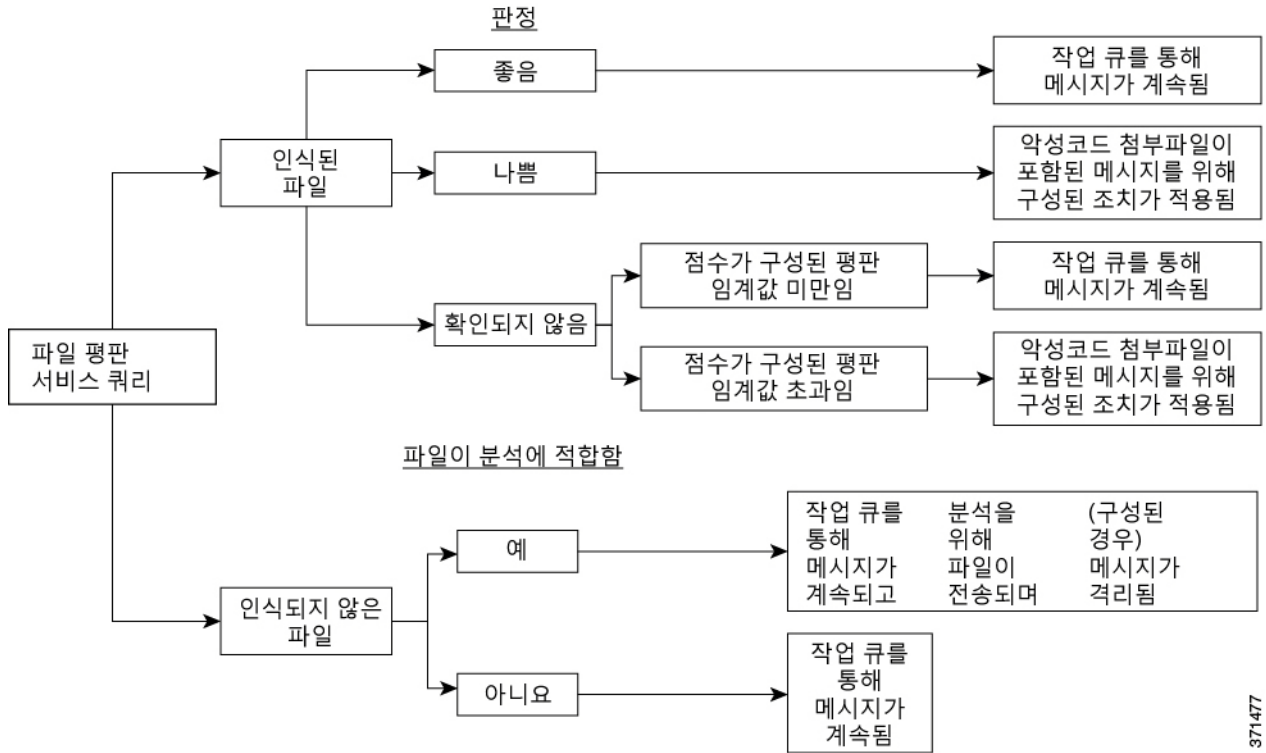 판정
좋음
작업 큐를 통해
메시지가 계속됨
인식된
파일
나쁨
악성코드 첨부파일이
포함된 메시지를 위해
구성된 조치가 적용됨
확인되지 않음
점수가 구성된 평판
임계값 미만임
작업 큐를 통해
메시지가 계속됨
점수가 구성된 평판
임계값 초과임
악성코드 첨부파일이
포함된 메시지를 위해
구성된 조치가 적용됨
파일 평판
서비스 쿼리
파일이 분석에 적합함
인식되지 않은
파일
예
작업 큐를
통해
메시지가
계속되고
분석을
위해
파일이
전송되며
(구성된
경우)
메시지가
격리됨
아니요
작업 큐를
통해
메시지가
계속됨
371477